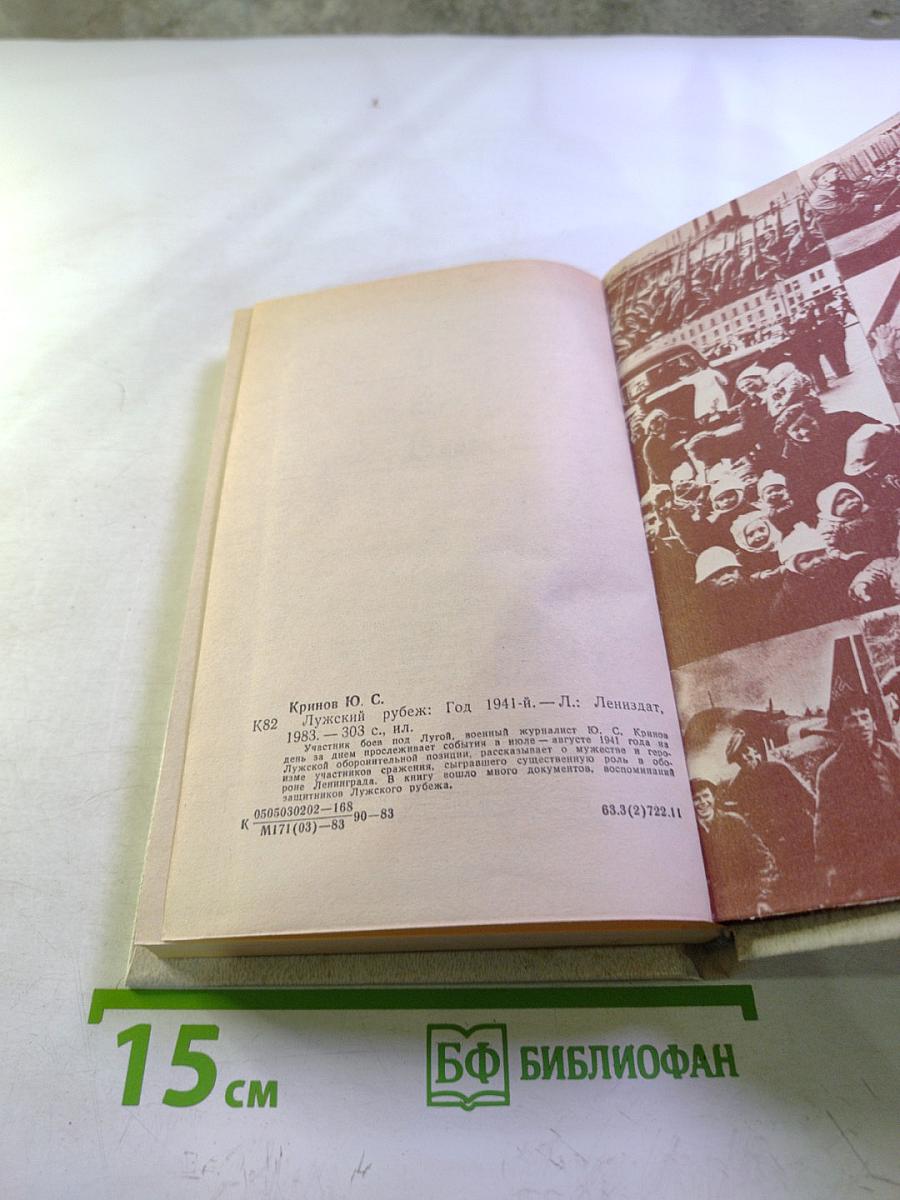 Кринов Ю. С.
К82 Лужский рубеж: Год 1941-й. — Л.: Лениздат,
1983. — 303 с., ил.
Участник боев под Лугой, военный журналист Ю. С. Кринов
день за днем прослеживает события в июле — августе 1941 года на
Лужской оборонительной позиции, рассказывает о мужестве и геро-
изме участников сражения, сыгравшего существенную роль в обо-
роне Ленинграда. В книгу вошло много документов, воспоминаний
защитников Лужского рубежа.
0505030202—168
К 90—83 63.3(2)722.11
М171(03)—83
15 см БФ БИБЛИОФАН